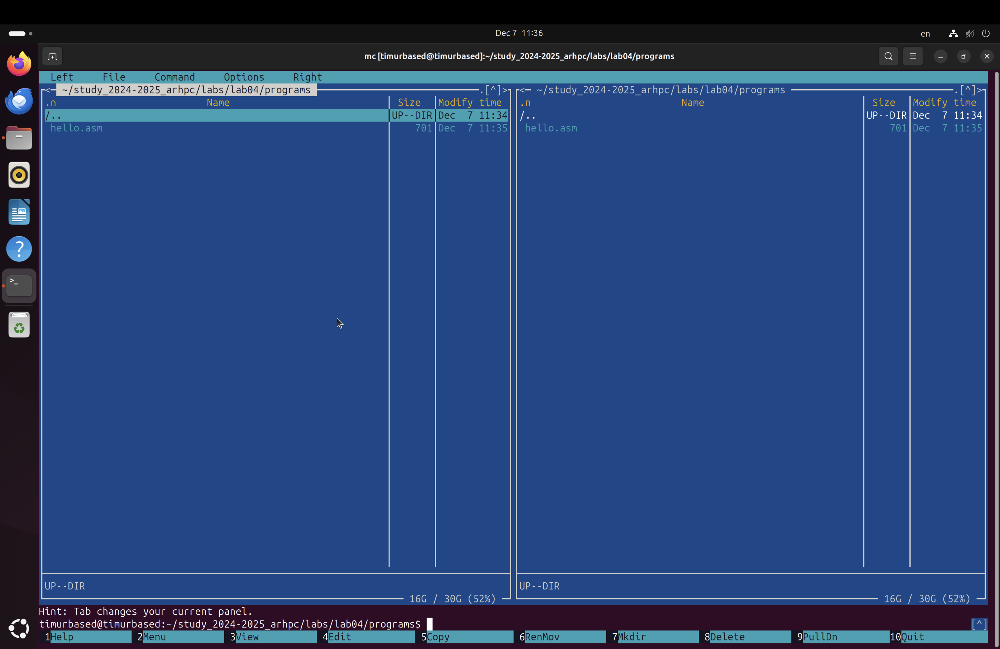 Dec 7 11:36
en
mc [timurbased@timurbased]:~/study_2024-2025_arhpc/labs/lab04/programs
Left File Command Options Right
<─ ~/study_2024-2025_arhpc/labs/lab04/programs ─.[^]> <─ ~/study_2024-2025_arhpc/labs/lab04/programs ─.[^]>
.n Name Size Modify time .n Name Size Modify time
/.. UP--DIR Dec 7 11:34 /.. UP--DIR Dec 7 11:34
hello.asm 701 Dec 7 11:35 hello.asm 701 Dec 7 11:35
UP--DIR UP--DIR
16G / 30G (52%) 16G / 30G (52%)
Hint: Tab changes your current panel.
timurbased@timurbased:~/study_2024-2025_arhpc/labs/lab04/programs$ [^]
1Help 2Menu 3View 4Edit 5Copy 6RenMov 7Mkdir 8Delete 9PullDn 10Quit